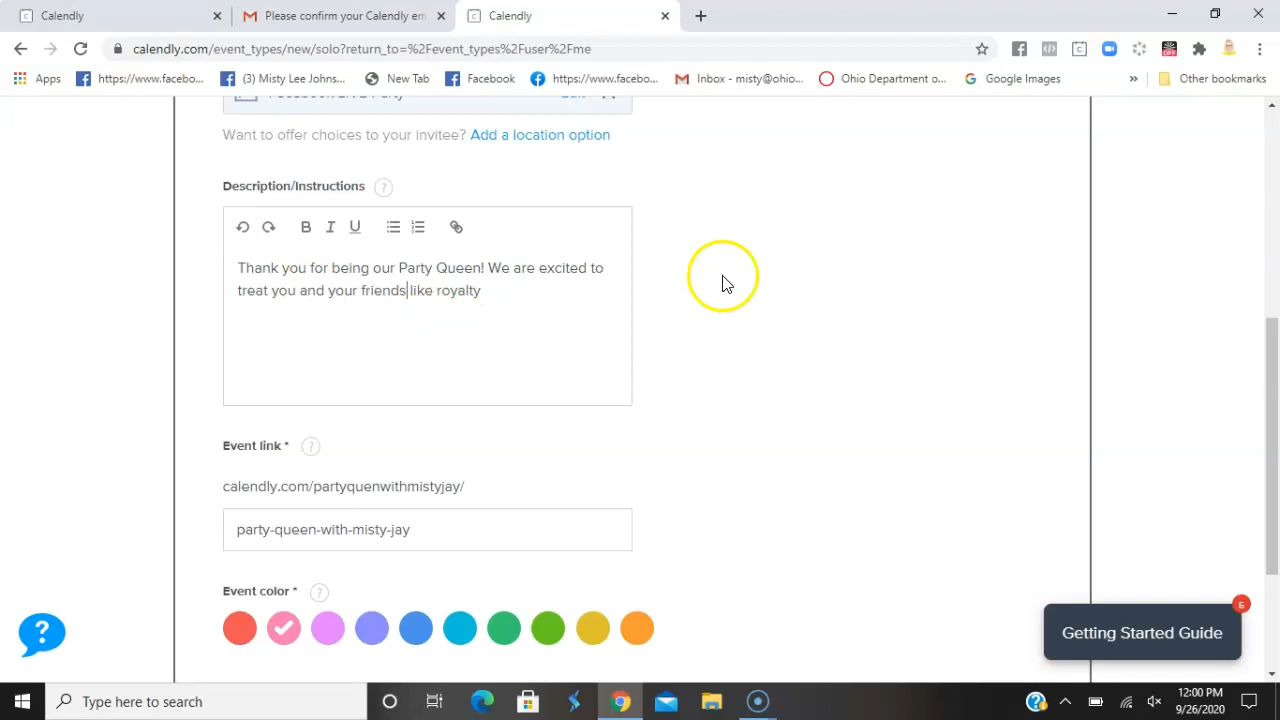 Calendly
Please confirm your Calendly em
Calendly
calendly.com/event_types/new/solo?return_to=%2Fevent_types%2Fuser%2Fme
Apps
https://www.facebo...
(3) Misty Lee Johns...
New Tab
Facebook
https://www.facebo...
Inbox - misty@ohio...
Ohio Department o...
Google Images
»
Other bookmarks
Want to offer choices to your invitee? Add a location option
Description/Instructions ?
B I U
Thank you for being our Party Queen! We are excited to
treat you and your friends like royalty
Event link * ?
calendly.com/partyquenwithmistyjay/
party-queen-with-misty-jay
Event color * ?
?
6
Getting Started Guide
Type here to search
12:00 PM
9/26/2020